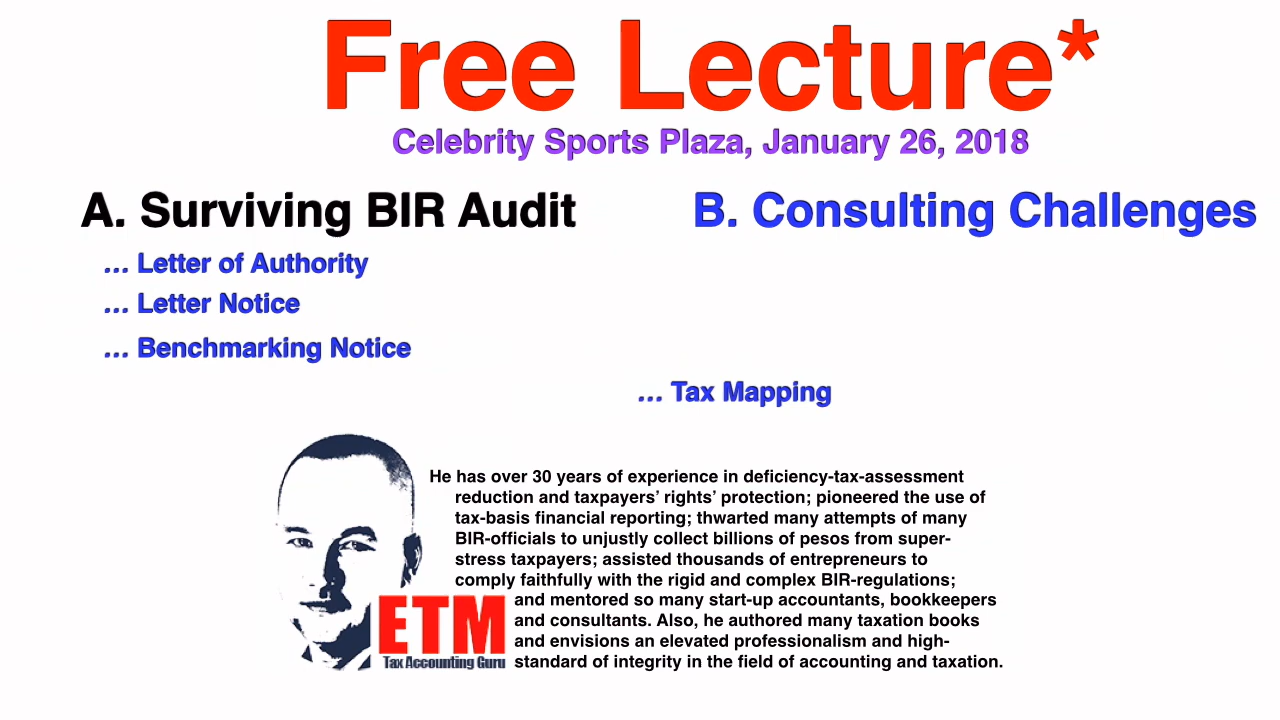 Free Lecture*
Celebrity Sports Plaza, January 26, 2018
A. Surviving BIR Audit
B. Consulting Challenges
... Letter of Authority
... Letter Notice
... Benchmarking Notice
... Tax Mapping
He has over 30 years of experience in deficiency-tax-assessment
reduction and taxpayers’ rights’ protection; pioneered the use of
tax-basis financial reporting; thwarted many attempts of many
BIR-officials to unjustly collect billions of pesos from super-
stress taxpayers; assisted thousands of entrepreneurs to
comply faithfully with the rigid and complex BIR-regulations;
and mentored so many start-up accountants, bookkeepers
and consultants. Also, he authored many taxation books
and envisions an elevated professionalism and high-
standard of integrity in the field of accounting and taxation.
ETM
Tax Accounting Guru